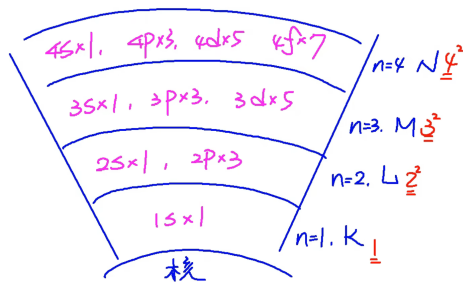 4s×1, 4p×3, 4d×5 4f×7
n=4 N 4²
3s×1, 3p×3, 3d×5
n=3. M 3²
2s×1, 2p×3
n=2. L 2²
1s×1
n=1. K 1
核